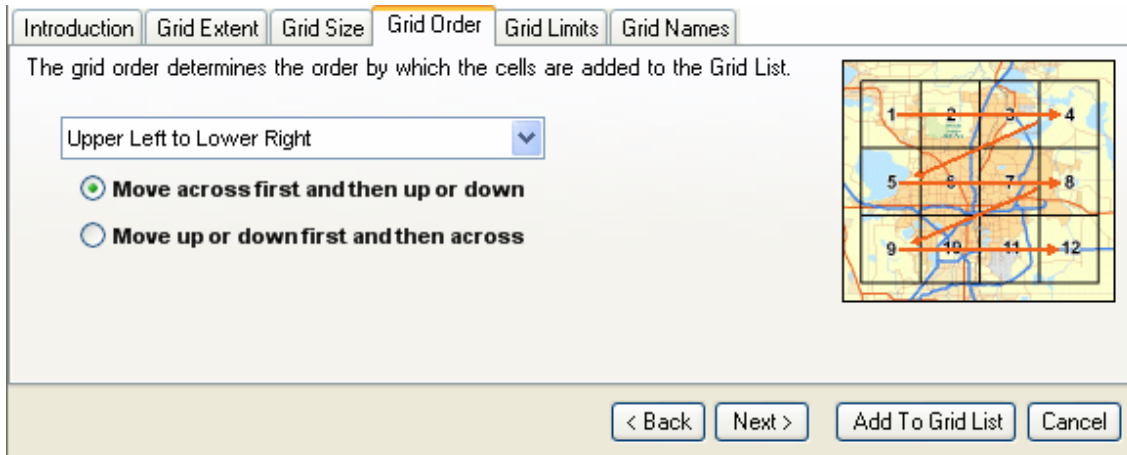 Introduction Grid Extent Grid Size Grid Order Grid Limits Grid Names
The grid order determines the order by which the cells are added to the Grid List.
Upper Left to Lower Right
Move across first and then up or down
Move up or down first and then across
1 2 3 4
5 6 7 8
9 10 11 12
< Back Next > Add To Grid List Cancel